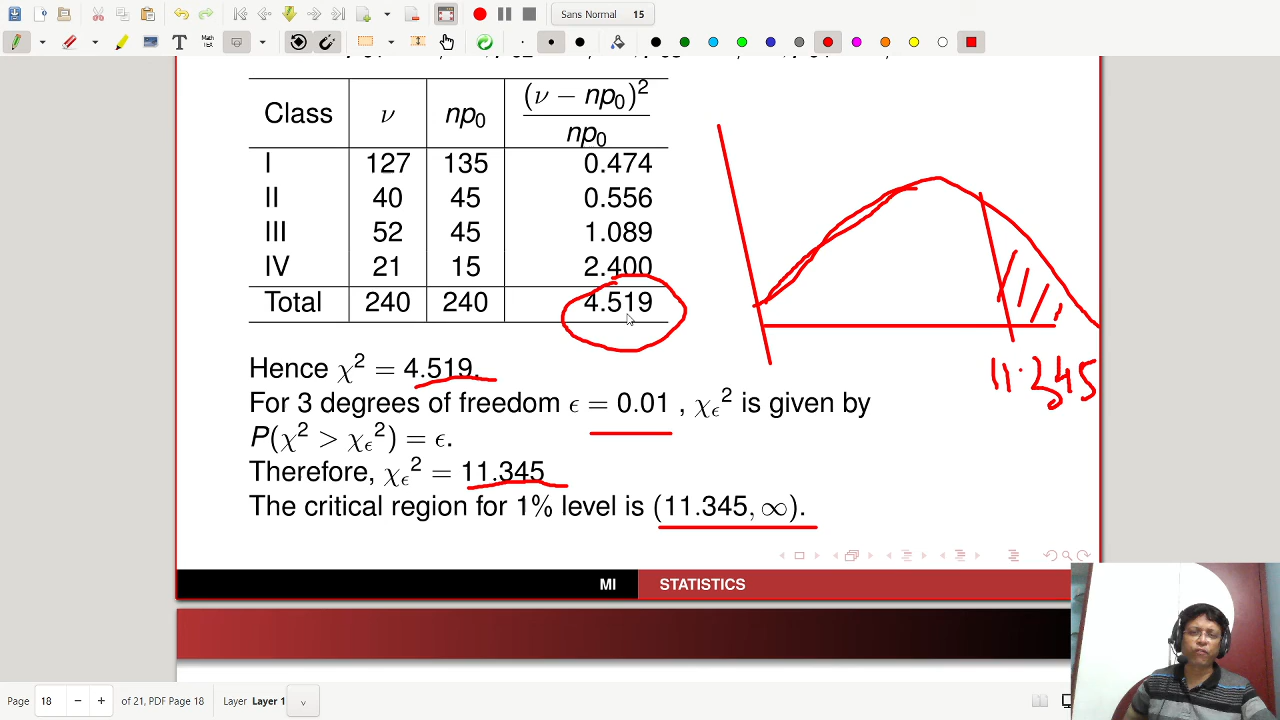 Sans Normal 15
Class ν np₀ (ν − np₀)² / np₀
I 127 135 0.474
II 40 45 0.556
III 52 45 1.089
IV 21 15 2.400
Total 240 240 4.519
11.345
Hence χ² = 4.519.
For 3 degrees of freedom ϵ = 0.01 , χϵ² is given by
P(χ² > χϵ²) = ϵ.
Therefore, χϵ² = 11.345
The critical region for 1% level is (11.345, ∞).
MI STATISTICS
Page 18 − + of 21, PDF Page 18 Layer Layer 1